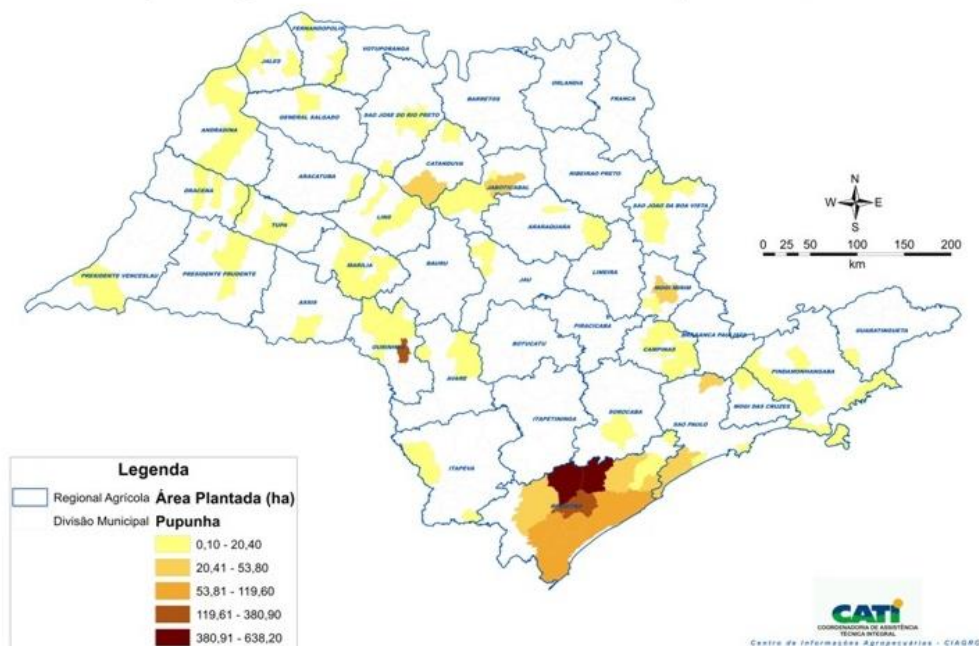 FERNANDOPOLIS
VOTUPORANGA
JALES
ORLANDIA
FRANCA
BARRETOS
GENERAL SALGADO
SAO JOSE DO RIO PRETO
ANDRADINA
CATANDUVA
RIBEIRAO PRETO
ARACATUBA
JABOTICABAL
DRACENA
SAO JOAO DA BOA VISTA
LINS
TUPA
ARARAQUARA
N
W E
S
0 25 50 100 150 200
km
MARILIA
BAURU
PRESIDENTE VENCESLAU
PRESIDENTE PRUDENTE
JAU
LIMEIRA
MOGI MIRIM
ASSIS
PIRACICABA
BRAGANCA PAULISTA
GUARATINGUETA
OURINHOS
BOTUCATU
CAMPINAS
AVARE
PINDAMONHANGABA
ITAPETININGA
SOROCABA
MOGI DAS CRUZES
SAO PAULO
ITAPEVA
Legenda
Regional Agrícola Área Plantada (ha)
Divisão Municipal Pupunha
0,10 - 20,40
20,41 - 53,80
53,81 - 119,60
119,61 - 380,90
380,91 - 638,20
CATI
COORDENADORIA DE ASSISTÊNCIA
TÉCNICA INTEGRAL
Centro de Informações Agropecuárias - CIAGRO